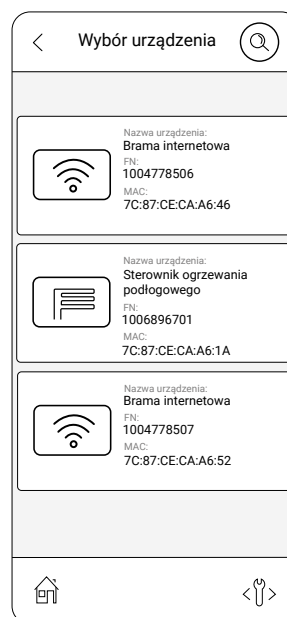 Wybór urządzenia
Nazwa urządzenia:
Brama internetowa
FN:
1004778506
MAC:
7C:87:CE:CA:A6:46
Nazwa urządzenia:
Sterownik ogrzewania
podłogowego
FN:
1006896701
MAC:
7C:87:CE:CA:A6:1A
Nazwa urządzenia:
Brama internetowa
FN:
1004778507
MAC:
7C:87:CE:CA:A6:52